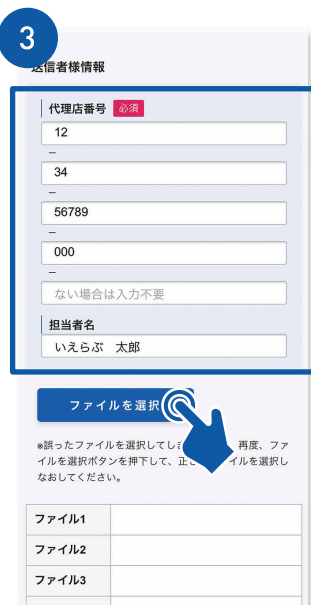 3
送信者様情報
代理店番号 必須
12
–
34
–
56789
–
000
–
ない場合は入力不要
担当者名
いえらぶ 太郎
ファイルを選択
※誤ったファイルを選択してし 再度、ファ
イルを選択ボタンを押下して、正 イルを選択し
なおしてください。
ファイル1
ファイル2
ファイル3